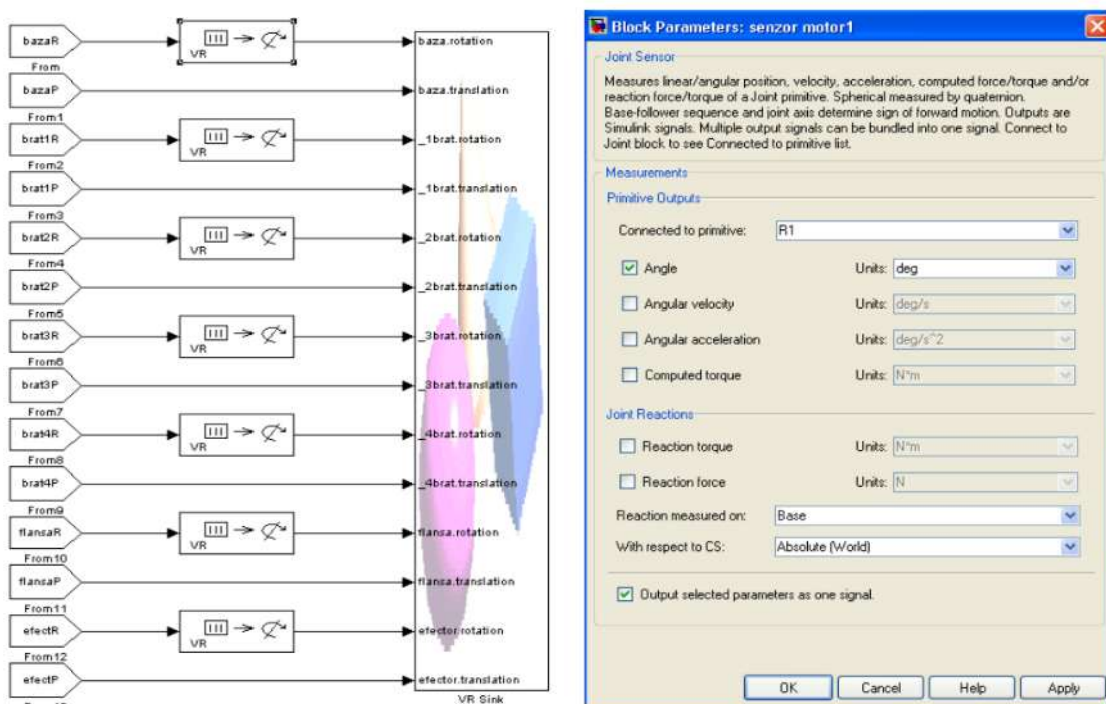 bazaR
VR
baza.rotation
From
bazaP
baza.translation
From1
brat1R
VR
_1brat.rotation
From2
brat1P
_1brat.translation
From3
brat2R
VR
_2brat.rotation
From4
brat2P
_2brat.translation
From5
brat3R
VR
_3brat.rotation
From6
brat3P
_3brat.translation
From7
brat4R
VR
_4brat.rotation
From8
brat4P
_4brat.translation
From9
flansaR
VR
flansa.rotation
From10
flansaP
flansa.translation
From11
efectR
VR
efector.rotation
From12
efectP
efector.translation
VR Sink
Block Parameters: senzor motor1
Joint Sensor
Measures linear/angular position, velocity, acceleration, computed force/torque and/or
reaction force/torque of a Joint primitive. Spherical measured by quaternion.
Base-follower sequence and joint axis determine sign of forward motion. Outputs are
Simulink signals. Multiple output signals can be bundled into one signal. Connect to
Joint block to see Connected to primitive list.
Measurements
Primitive Outputs
Connected to primitive: R1
Angle Units: deg
Angular velocity Units: deg/s
Angular acceleration Units: deg/s^2
Computed torque Units: N*m
Joint Reactions
Reaction torque Units: N*m
Reaction force Units: N
Reaction measured on: Base
With respect to CS: Absolute (World)
Output selected parameters as one signal.
OK Cancel Help Apply